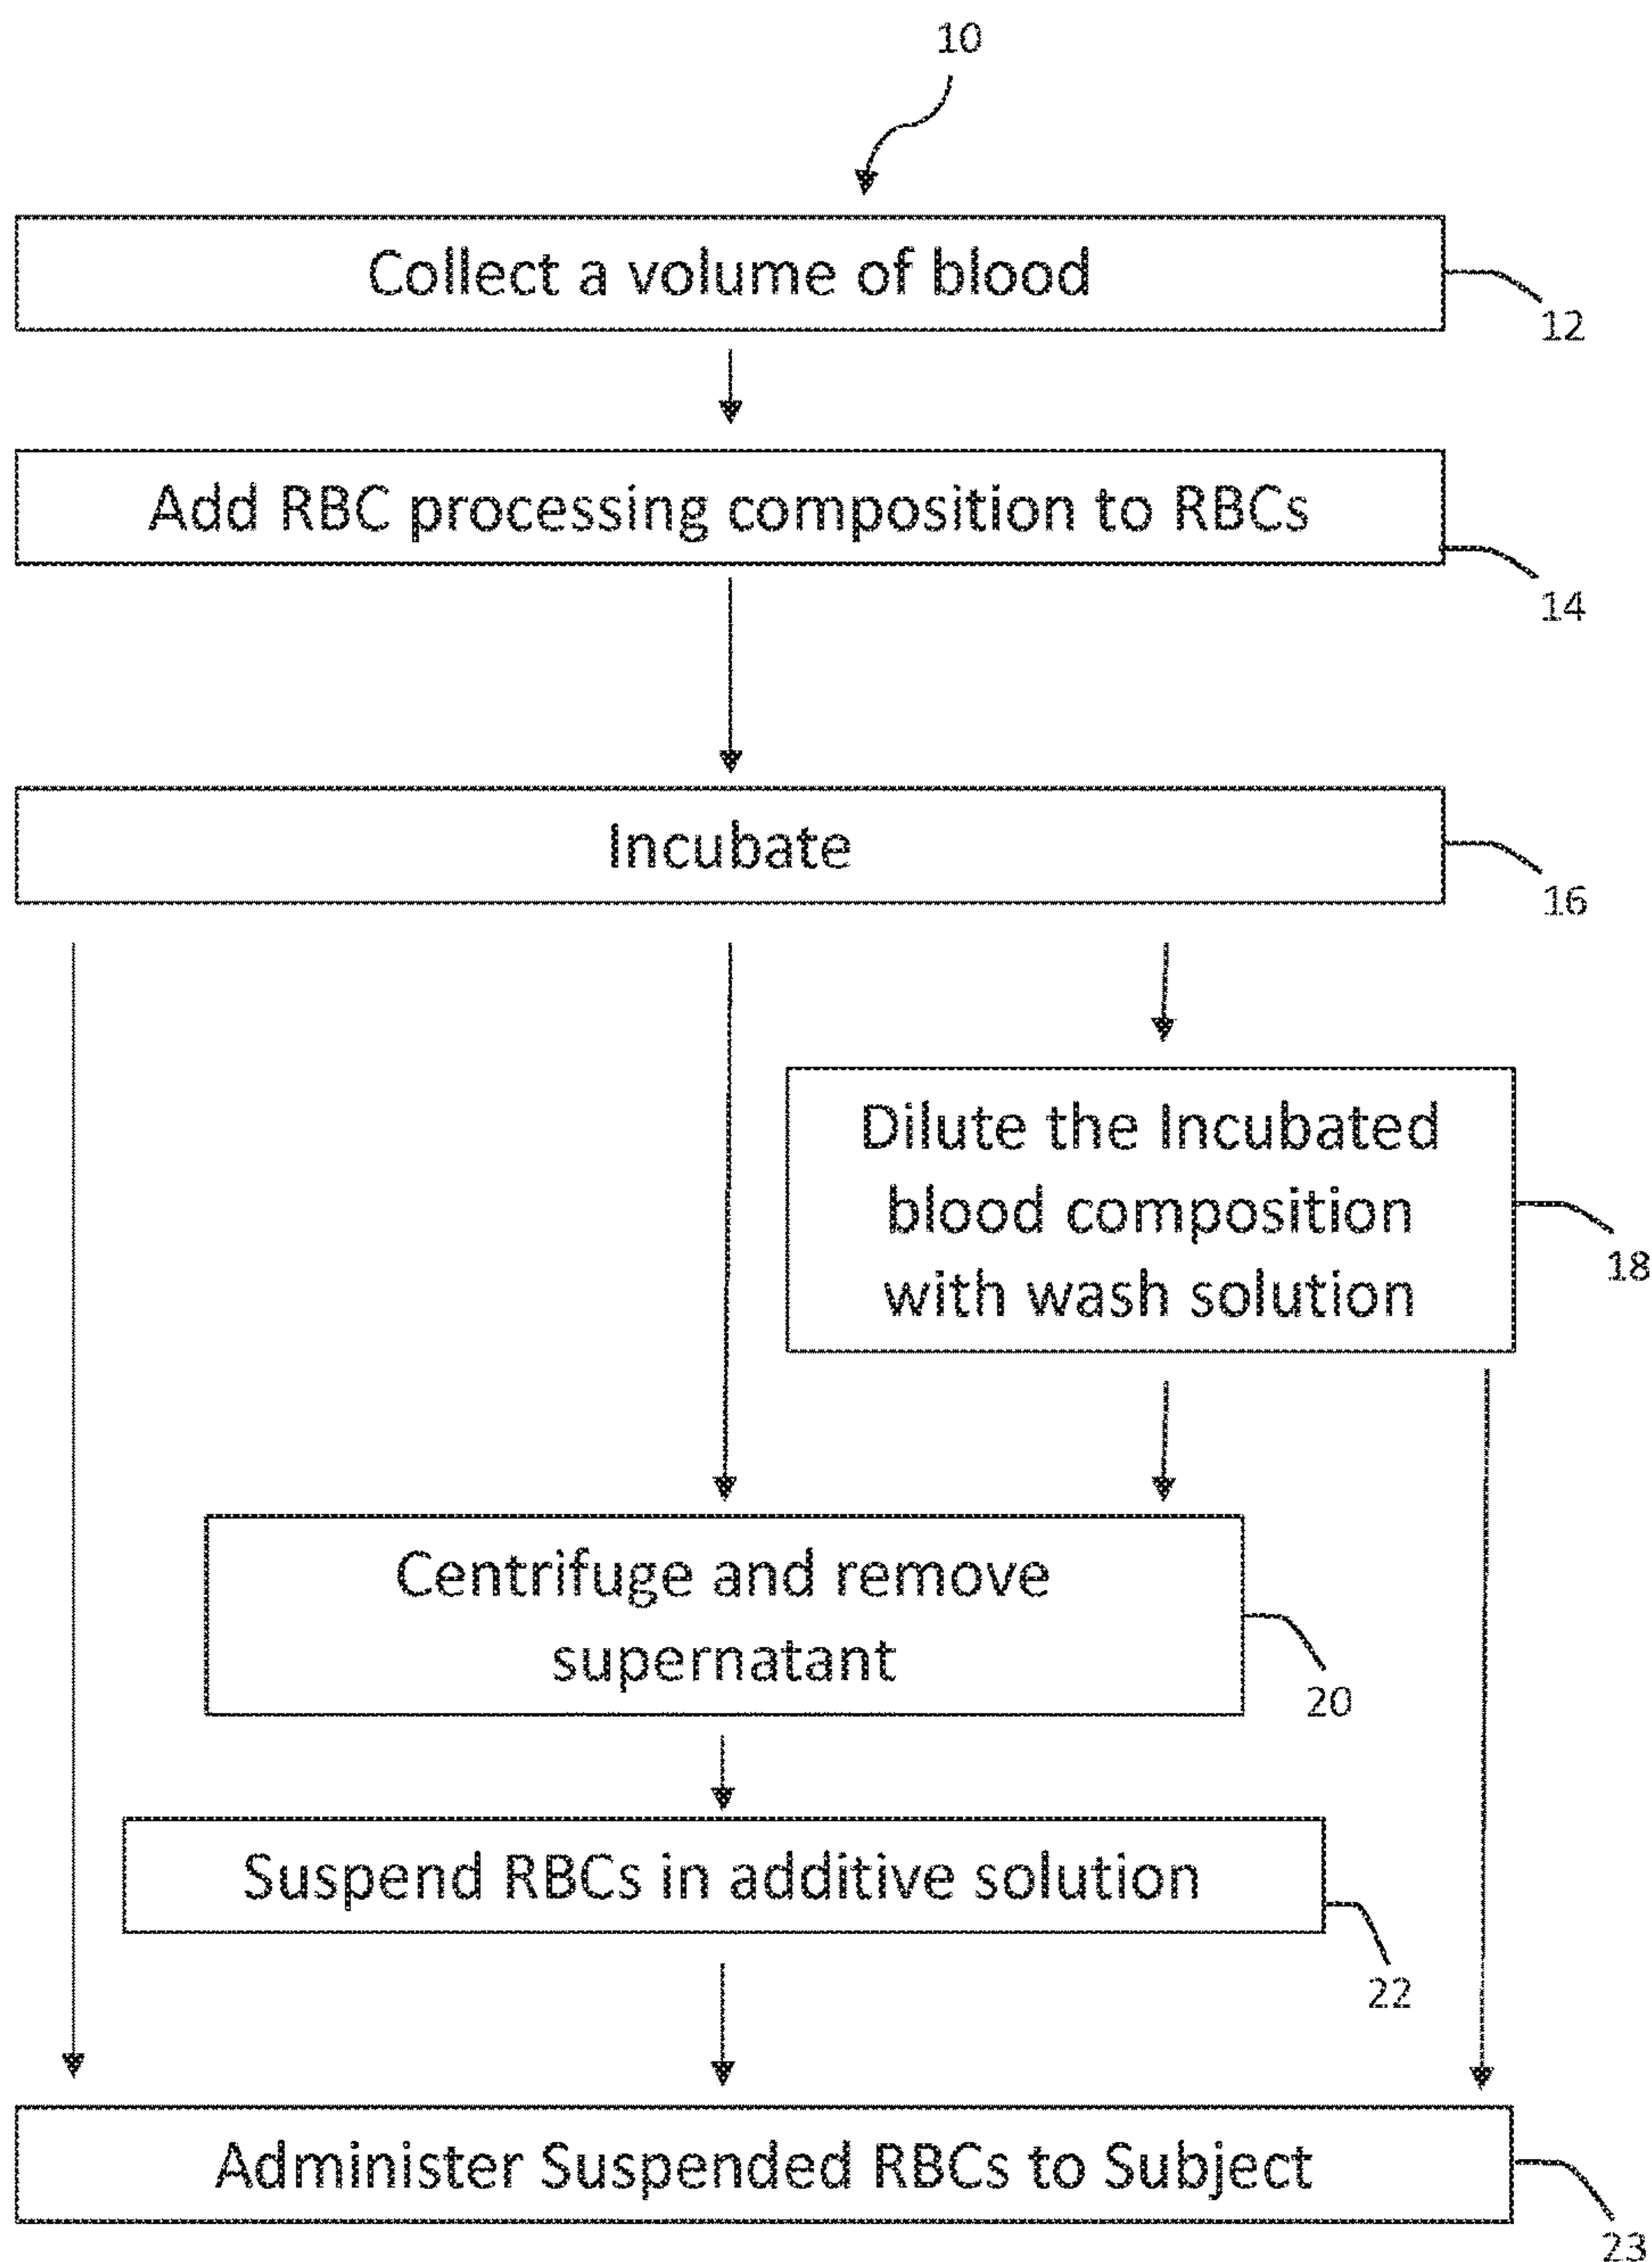 10
Collect a volume of blood
12
Add RBC processing composition to RBCs
14
Incubate
16
Dilute the Incubated
blood composition
with wash solution
18
Centrifuge and remove
supernatant
20
Suspend RBCs in additive solution
22
Administer Suspended RBCs to Subject
23